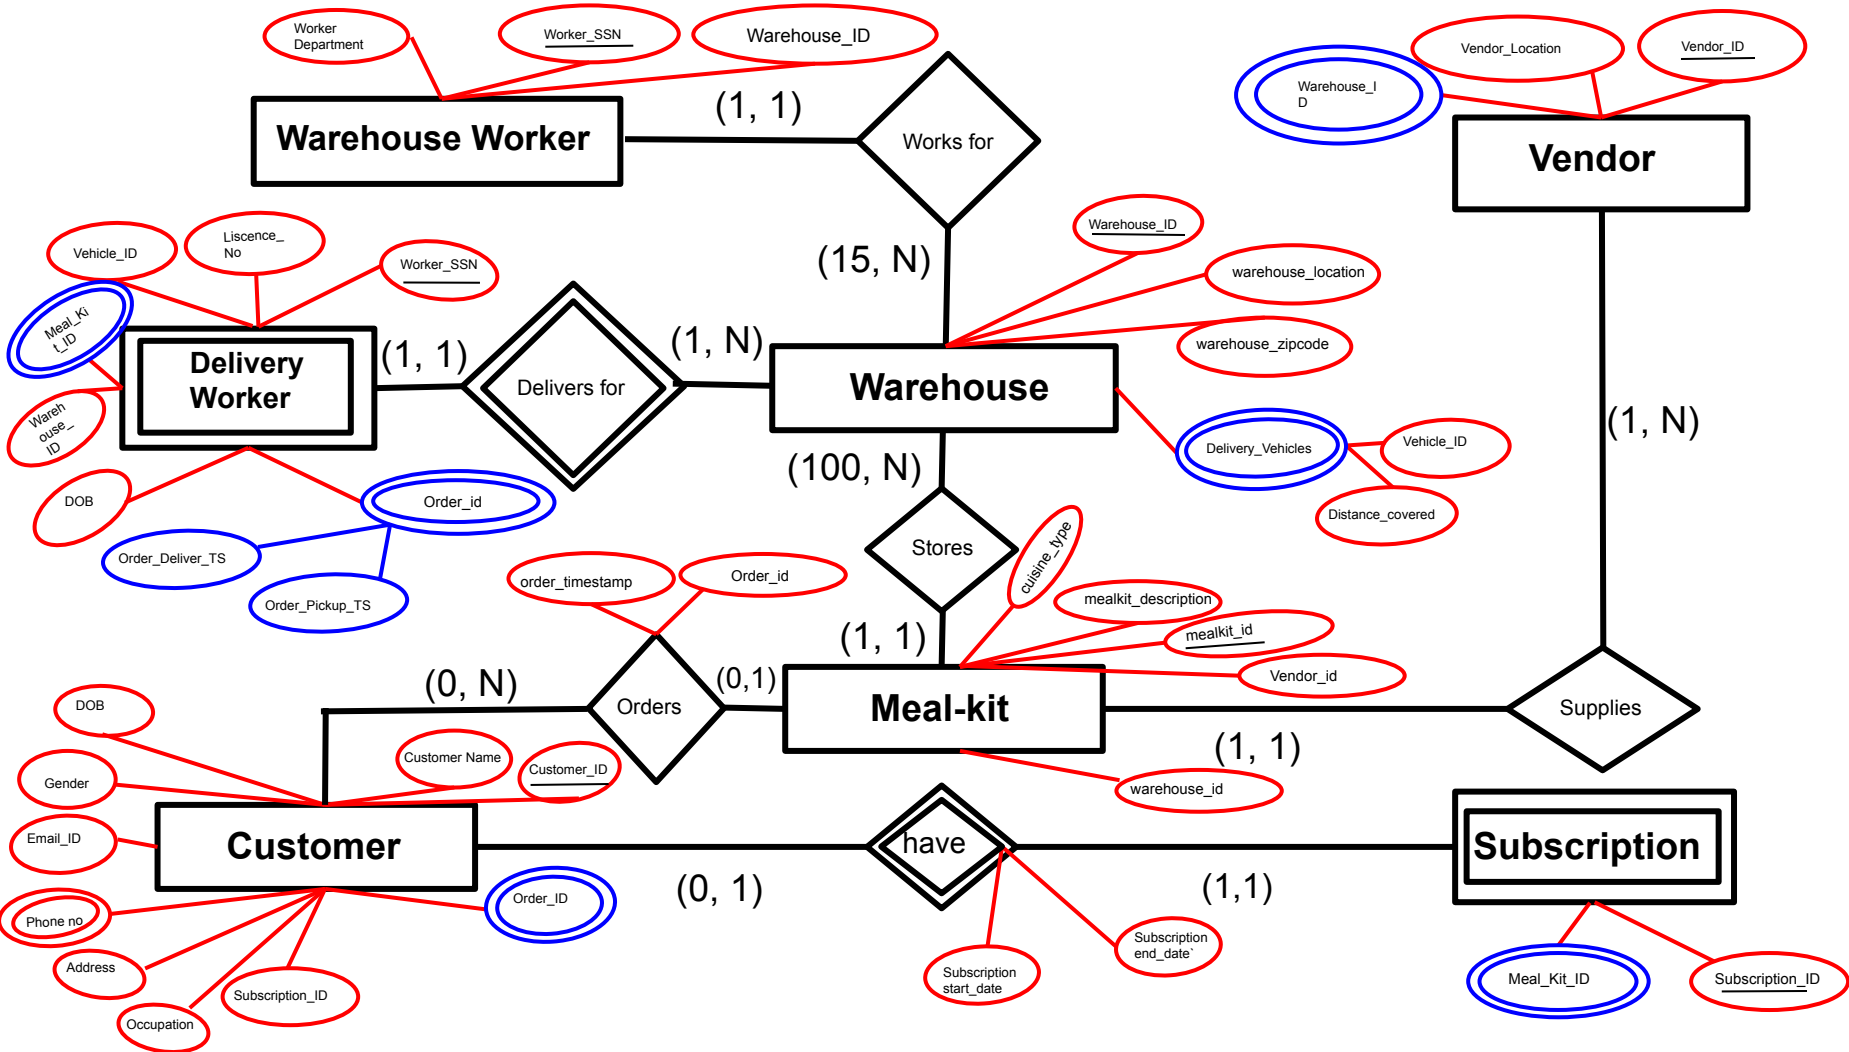 Worker
Department
Worker_SSN
Warehouse_ID
Vendor_Location
Vendor_ID
Warehouse_I
D
(1, 1)
Warehouse Worker
Works for
Vendor
Warehouse_ID
Vehicle_ID
Liscence_
No
Worker_SSN
(15, N)
warehouse_location
Meal_Ki
t_ID
warehouse_zipcode
Delivery
Worker
(1, 1)
Delivers for
(1, N)
Warehouse
Wareh
ouse_
ID
(1, N)
Delivery_Vehicles
Vehicle_ID
(100, N)
DOB
Order_id
Distance_covered
Order_Deliver_TS
Stores
cuisine_type
order_timestamp
Order_id
Order_Pickup_TS
mealkit_description
(1, 1)
mealkit_id
Vendor_id
(0, N)
(0,1)
DOB
Orders
Meal-kit
Supplies
(1, 1)
Customer Name
Customer_ID
Gender
warehouse_id
Email_ID
Customer
have
Subscription
(0, 1)
(1,1)
Order_ID
Phone no
Subscription
end_date`
Address
Subscription
start_date
Meal_Kit_ID
Subscription_ID
Subscription_ID
Occupation